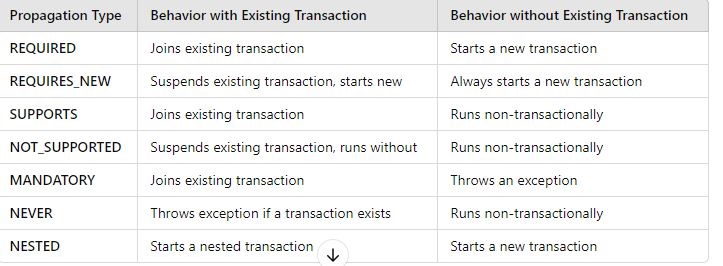 Propagation Type Behavior with Existing Transaction Behavior without Existing Transaction
REQUIRED Joins existing transaction Starts a new transaction
REQUIRES_NEW Suspends existing transaction, starts new Always starts a new transaction
SUPPORTS Joins existing transaction Runs non-transactionally
NOT_SUPPORTED Suspends existing transaction, runs without Runs non-transactionally
MANDATORY Joins existing transaction Throws an exception
NEVER Throws exception if a transaction exists Runs non-transactionally
NESTED Starts a nested transaction Starts a new transaction